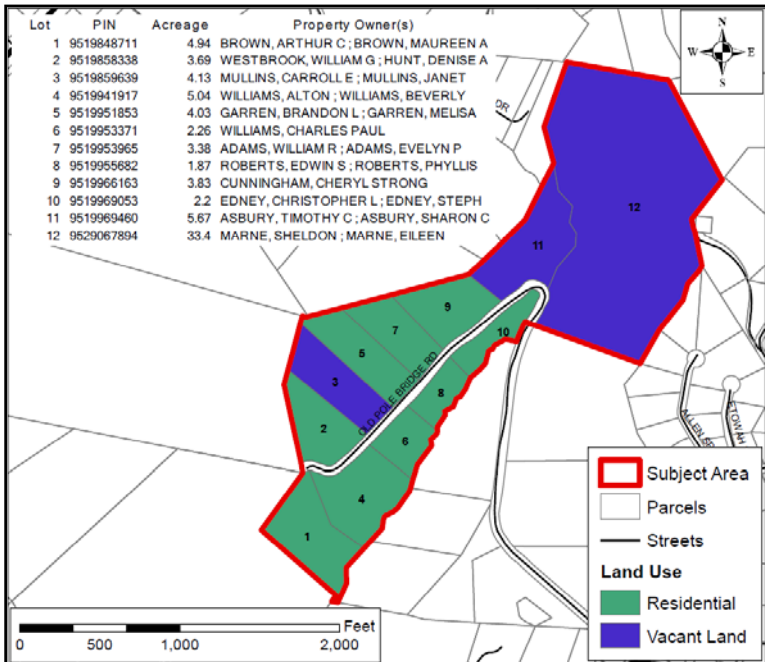 Lot PIN Acreage Property Owner(s)
1 9519848711 4.94 BROWN, ARTHUR C ; BROWN, MAUREEN A
2 9519858338 3.69 WESTBROOK, WILLIAM G ; HUNT, DENISE A
3 9519859639 4.13 MULLINS, CARROLL E ; MULLINS, JANET
4 9519941917 5.04 WILLIAMS, ALTON ; WILLIAMS, BEVERLY
5 9519951853 4.03 GARREN, BRANDON L ; GARREN, MELISA
6 9519953371 2.26 WILLIAMS, CHARLES PAUL
7 9519953965 3.38 ADAMS, WILLIAM R ; ADAMS, EVELYN P
8 9519955682 1.87 ROBERTS, EDWIN S ; ROBERTS, PHYLLIS
9 9519966163 3.83 CUNNINGHAM, CHERYL STRONG
10 9519969053 2.2 EDNEY, CHRISTOPHER L ; EDNEY, STEPH
11 9519969460 5.67 ASBURY, TIMOTHY C ; ASBURY, SHARON C
12 9529067894 33.4 MARNE, SHELDON ; MARNE, EILEEN
N
W E
S
DR
12
11
9
10
7
5
3
8
2
6
4
1
OLD POLE BRIDGE RD
ALLEN
ETOWAH
Subject Area
Parcels
Streets
Land Use
Residential
Vacant Land
Feet
0 500 1,000 2,000